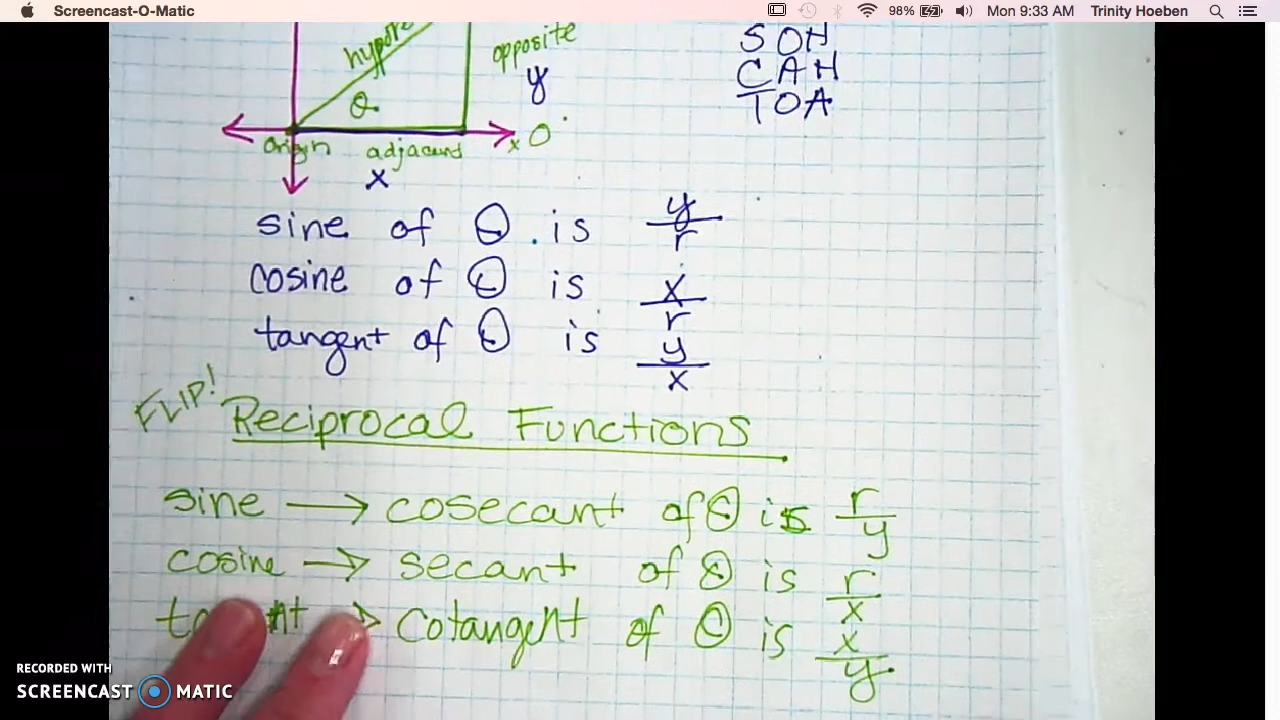 Screencast-O-Matic 98% Mon 9:33 AM Trinity Hoeben
opposite
y
θ
origin
adjacent
x
x 0
S OH
CAH
TOA
sine of θ . is y/r
cosine of θ is x/r
tangent of θ is y/x
FLIP!
Reciprocal Functions
sine → cosecant of θ is r/y
cosine → secant of θ is r/x
→ cotangent of θ is x/y
RECORDED WITH
SCREENCAST MATIC